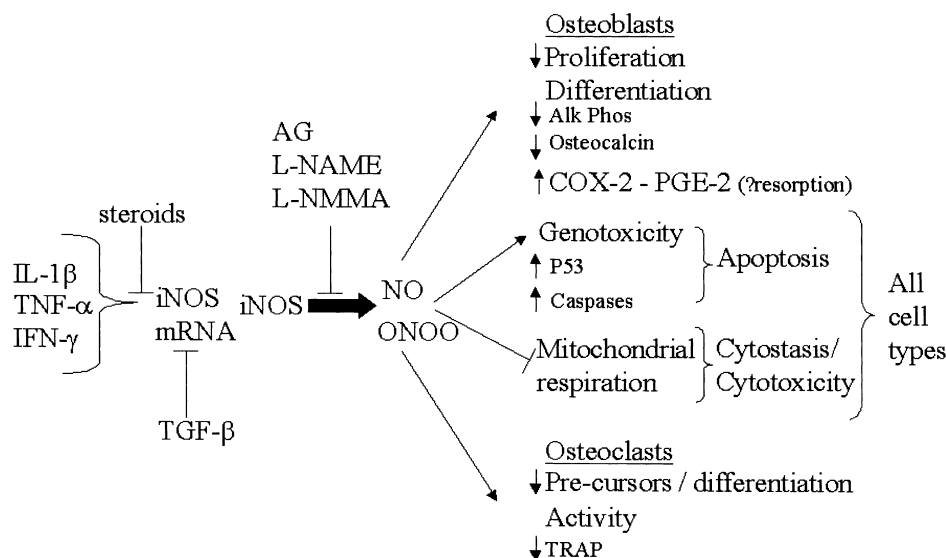 Osteoblasts
↓Proliferation
Differentiation
↓ Alk Phos
↓ Osteocalcin
↑ COX-2 - PGE-2 (?resorption)
AG
L-NAME
L-NMMA
steroids
IL-1β
TNF-α
IFN-γ
iNOS
mRNA
iNOS
NO
ONOO
TGF-β
Genotoxicity
↑ P53
↑ Caspases
Apoptosis
Mitochondrial
respiration
Cytostasis/
Cytotoxicity
All
cell
types
Osteoclasts
↓Pre-cursors / differentiation
Activity
↓TRAP